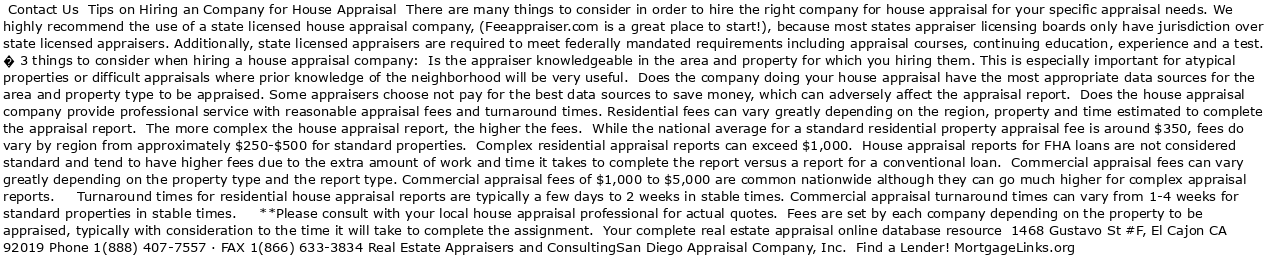 Contact Us  Tips on Hiring an Company for House Appraisal  There are many things to consider in order to hire the right company for house appraisal for your specific appraisal needs. We
highly recommend the use of a state licensed house appraisal company, (Feeappraiser.com is a great place to start!), because most states appraiser licensing boards only have jurisdiction over
state licensed appraisers. Additionally, state licensed appraisers are required to meet federally mandated requirements including appraisal courses, continuing education, experience and a test.
� 3 things to consider when hiring a house appraisal company:  Is the appraiser knowledgeable in the area and property for which you hiring them. This is especially important for atypical
properties or difficult appraisals where prior knowledge of the neighborhood will be very useful.  Does the company doing your house appraisal have the most appropriate data sources for the
area and property type to be appraised. Some appraisers choose not pay for the best data sources to save money, which can adversely affect the appraisal report.  Does the house appraisal
company provide professional service with reasonable appraisal fees and turnaround times. Residential fees can vary greatly depending on the region, property and time estimated to complete
the appraisal report.  The more complex the house appraisal report, the higher the fees.  While the national average for a standard residential property appraisal fee is around $350, fees do
vary by region from approximately $250-$500 for standard properties.  Complex residential appraisal reports can exceed $1,000.  House appraisal reports for FHA loans are not considered
standard and tend to have higher fees due to the extra amount of work and time it takes to complete the report versus a report for a conventional loan.  Commercial appraisal fees can vary
greatly depending on the property type and the report type. Commercial appraisal fees of $1,000 to $5,000 are common nationwide although they can go much higher for complex appraisal
reports.     Turnaround times for residential house appraisal reports are typically a few days to 2 weeks in stable times. Commercial appraisal turnaround times can vary from 1-4 weeks for
standard properties in stable times.     **Please consult with your local house appraisal professional for actual quotes.  Fees are set by each company depending on the property to be
appraised, typically with consideration to the time it will take to complete the assignment.  Your complete real estate appraisal online database resource  1468 Gustavo St #F, El Cajon CA
92019 Phone 1(888) 407-7557 · FAX 1(866) 633-3834 Real Estate Appraisers and ConsultingSan Diego Appraisal Company, Inc.  Find a Lender! MortgageLinks.org